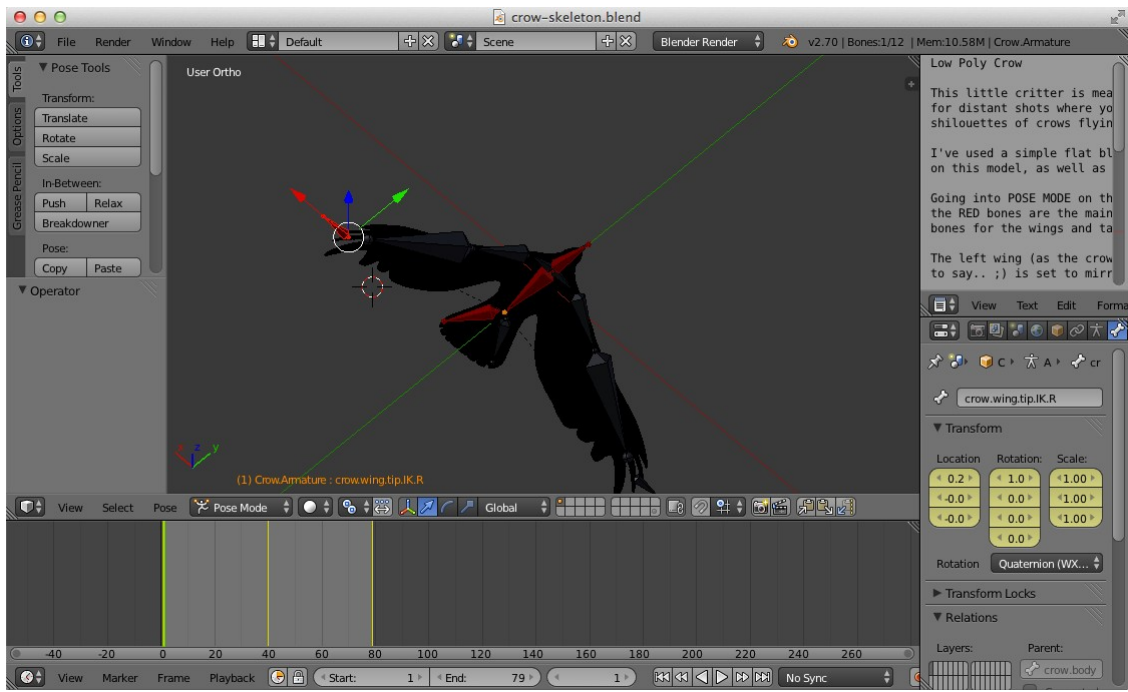 crow-skeleton.blend
File Render Window Help Default Scene Blender Render v2.70 | Bones:1/12 | Mem:10.58M | Crow.Armature
Tools
Options
Grease Pencil
Pose Tools
Transform:
Translate
Rotate
Scale
In-Between:
Push Relax
Breakdowner
Pose:
Copy Paste
Operator
User Ortho
x z y
(1) Crow.Armature : crow.wing.tip.IK.R
View Select Pose Pose Mode Global
Low Poly Crow
This little critter is mea
for distant shots where yo
shilouettes of crows flyin
I've used a simple flat bl
on this model, as well as
Going into POSE MODE on th
the RED bones are the main
bones for the wings and ta
The left wing (as the crow
to say.. ;) is set to mirr
View Text Edit Forma
C A cr
crow.wing.tip.IK.R
Transform
Location Rotation: Scale:
0.2 1.0 1.00
-0.0 0.0 1.00
-0.0 0.0 1.00
0.0
Rotation Quaternion (WX...
Transform Locks
Relations
Layers: Parent:
crow.body
-40 -20 0 20 40 60 80 100 120 140 160 180 200 220 240 260
View Marker Frame Playback Start: 1 End: 79 1 No Sync